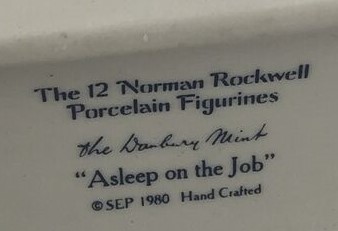 The 12 Norman Rockwell
Porcelain Figurines
The Danbury Mint
"Asleep on the Job"
©SEP 1980 Hand Crafted